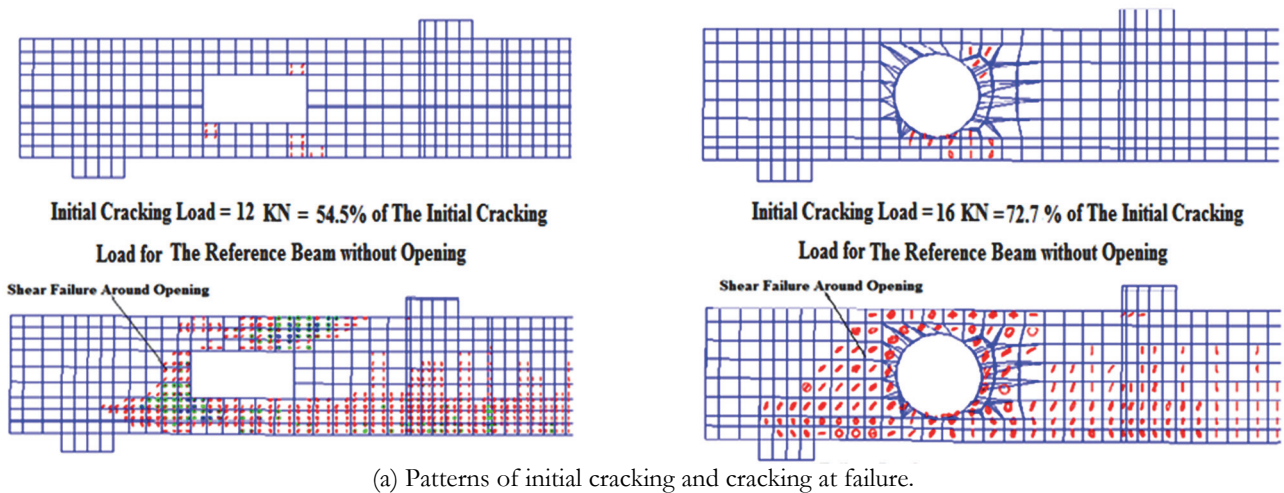 Initial Cracking Load = 12 KN = 54.5% of The Initial Cracking
Load for The Reference Beam without Opening
Shear Failure Around Opening
Initial Cracking Load = 16 KN = 72.7 % of The Initial Cracking
Load for The Reference Beam without Opening
Shear Failure Around Opening
(a) Patterns of initial cracking and cracking at failure.